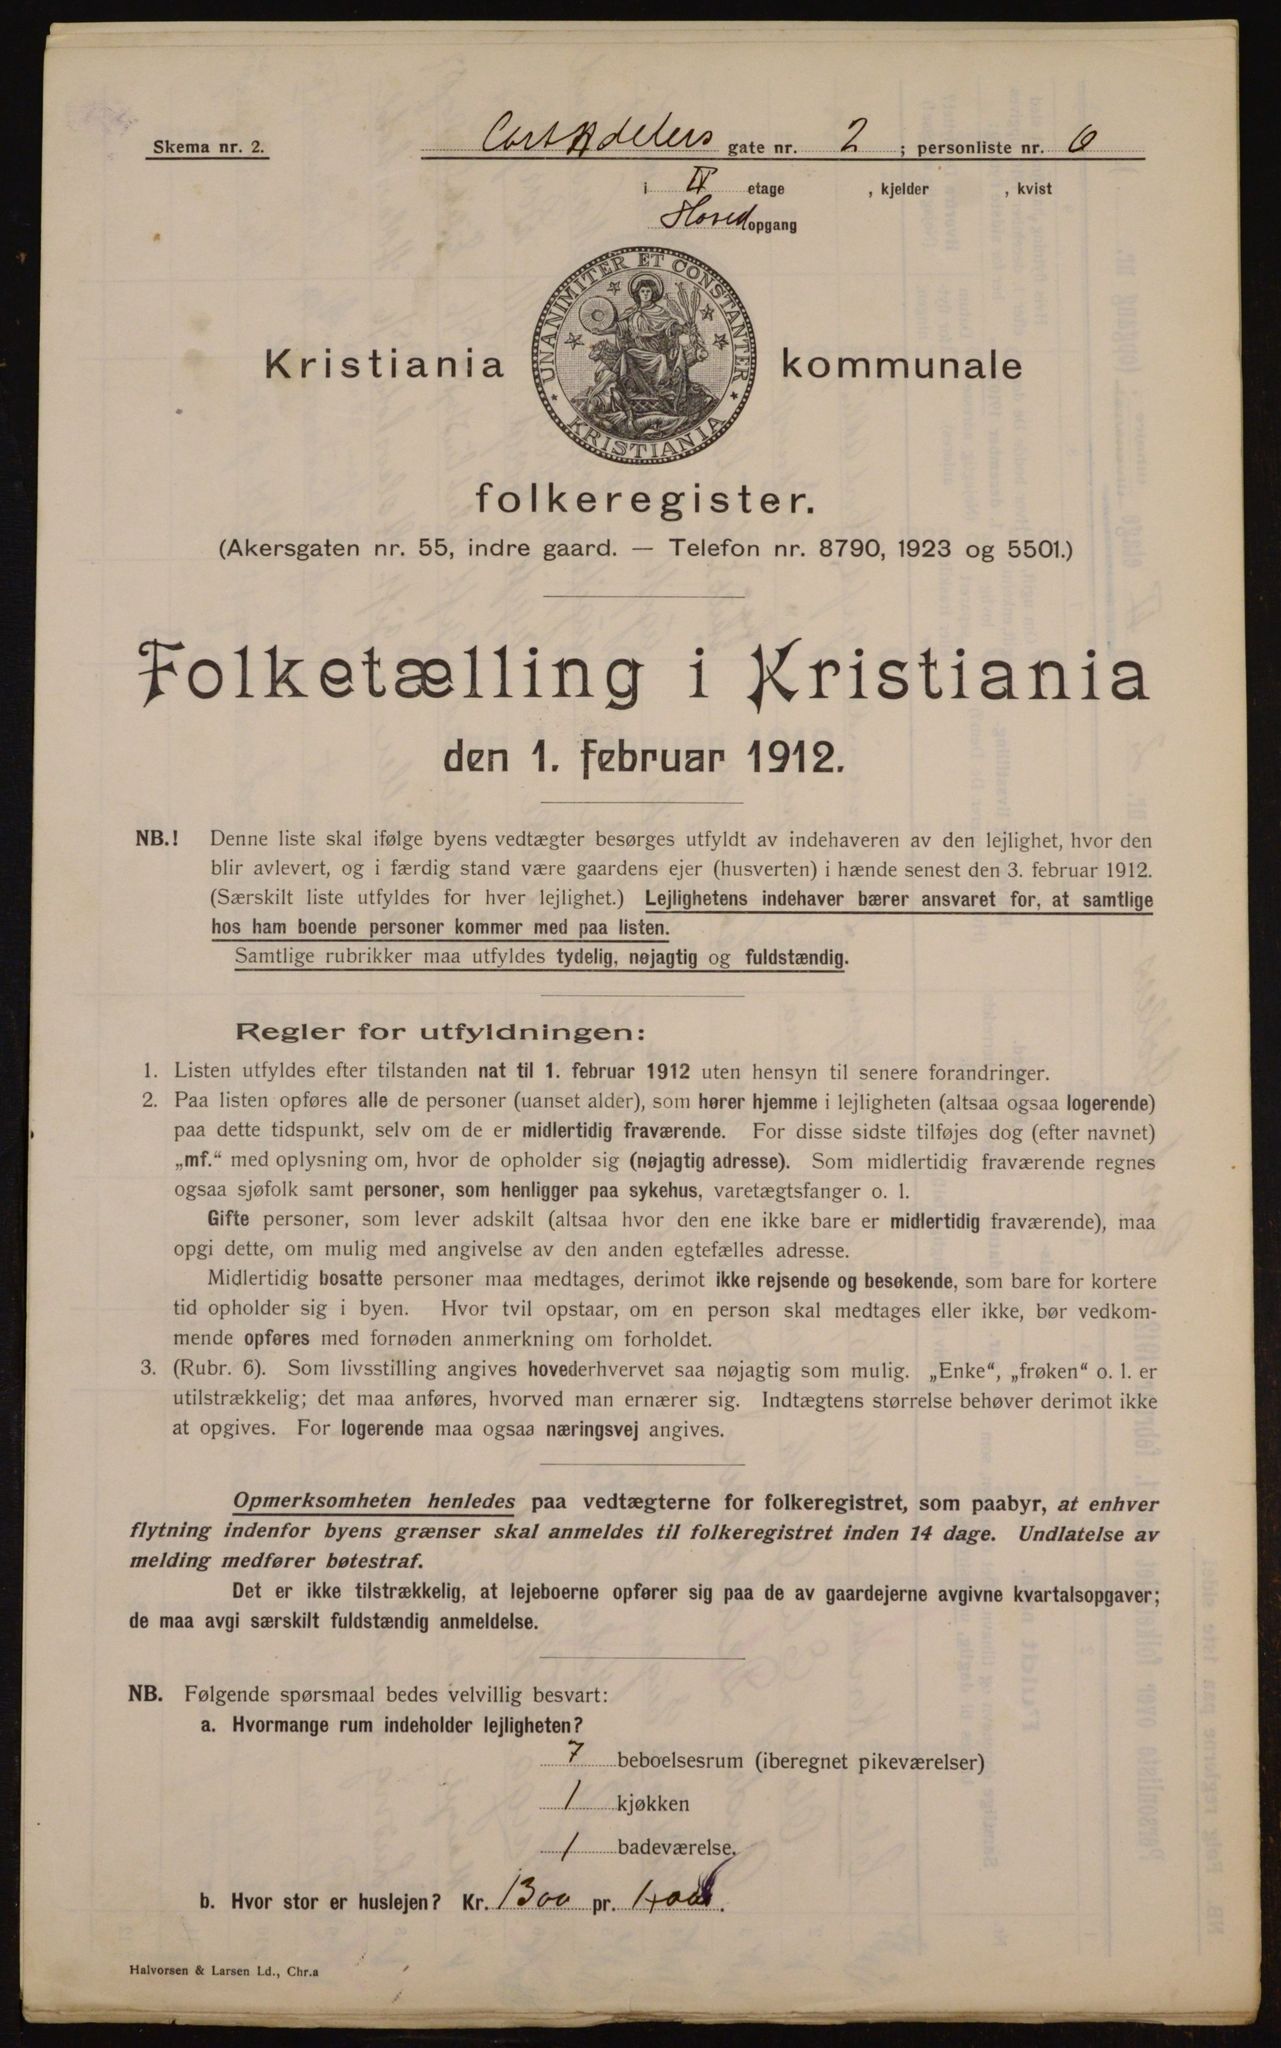 Skema nr. 2.
Cort Adelers gate nr. 2 ; personliste nr. 6
i IV etage , kjelder , kvist
Hovedopgang
UNANIMITER ET CONSTANTER
KRISTIANIA
Kristiania kommunale
folkeregister.
(Akersgaten nr. 55, indre gaard. — Telefon nr. 8790, 1923 og 5501.)
Folketælling i Kristiania
den 1. februar 1912.
NB.! Denne liste skal ifølge byens vedtægter besørges utfyldt av indehaveren av den lejlighet, hvor den
blir avlevert, og i færdig stand være gaardens ejer (husverten) i hænde senest den 3. februar 1912.
(Særskilt liste utfyldes for hver lejlighet.) Lejlighetens indehaver bærer ansvaret for, at samtlige
hos ham boende personer kommer med paa listen.
Samtlige rubrikker maa utfyldes tydelig, nøjagtig og fuldstændig.
Regler for utfyldningen:
1. Listen utfyldes efter tilstanden nat til 1. februar 1912 uten hensyn til senere forandringer.
2. Paa listen opføres alle de personer (uanset alder), som hører hjemme i lejligheten (altsaa ogsaa logerende)
paa dette tidspunkt, selv om de er midlertidig fraværende. For disse sidste tilføjes dog (efter navnet)
„mf.“ med oplysning om, hvor de opholder sig (nøjagtig adresse). Som midlertidig fraværende regnes
ogsaa sjøfolk samt personer, som henligger paa sykehus, varetægtsfanger o. l.
Gifte personer, som lever adskilt (altsaa hvor den ene ikke bare er midlertidig fraværende), maa
opgi dette, om mulig med angivelse av den anden egtefælles adresse.
Midlertidig bosatte personer maa medtages, derimot ikke rejsende og besøkende, som bare for kortere
tid opholder sig i byen. Hvor tvil opstaar, om en person skal medtages eller ikke, bør vedkom-
mende opføres med fornøden anmerkning om forholdet.
3. (Rubr. 6). Som livsstilling angives hovederhvervet saa nøjagtig som mulig. „Enke“, „frøken“ o. l. er
utilstrækkelig; det maa anføres, hvorved man ernærer sig. Indtægtens størrelse behøver derimot ikke
at opgives. For logerende maa ogsaa næringsvej angives.
Opmerksomheten henledes paa vedtægterne for folkeregistret, som paabyr, at enhver
flytning indenfor byens grænser skal anmeldes til folkeregistret inden 14 dage. Undlatelse av
melding medfører bøtestraf.
Det er ikke tilstrækkelig, at lejeboerne opfører sig paa de av gaardejerne avgivne kvartalsopgaver;
de maa avgi særskilt fuldstændig anmeldelse.
NB. Følgende spørsmaal bedes velvillig besvart:
a. Hvormange rum indeholder lejligheten?
7 beboelsesrum (iberegnet pikeværelser)
1 kjøkken
1 badeværelse.
b. Hvor stor er huslejen? Kr. 1300 pr.
Halvorsen & Larsen Ld., Chr.a